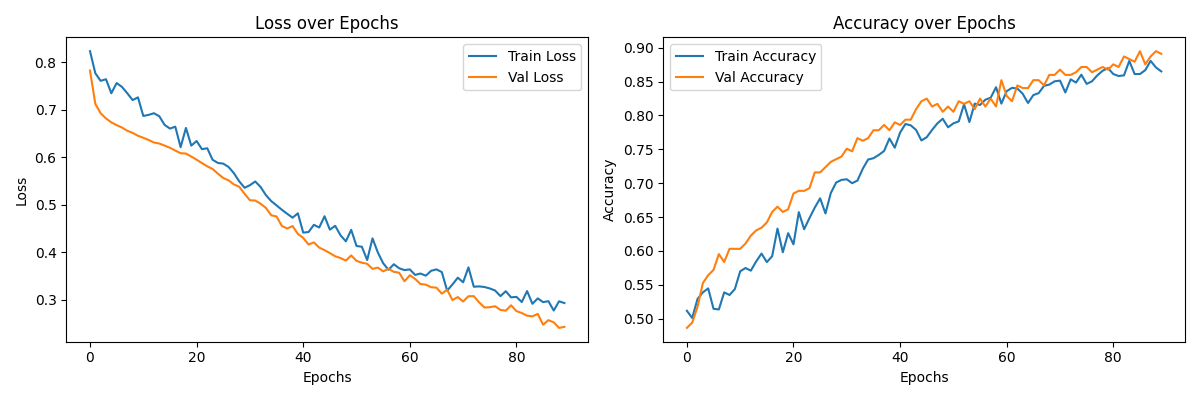 Loss over Epochs
Train Loss
Val Loss
0.8
0.7
0.6
0.5
0.4
0.3
Loss
0
20
40
60
80
Epochs
Accuracy over Epochs
Train Accuracy
Val Accuracy
0.90
0.85
0.80
0.75
0.70
0.65
0.60
0.55
0.50
Accuracy
0
20
40
60
80
Epochs